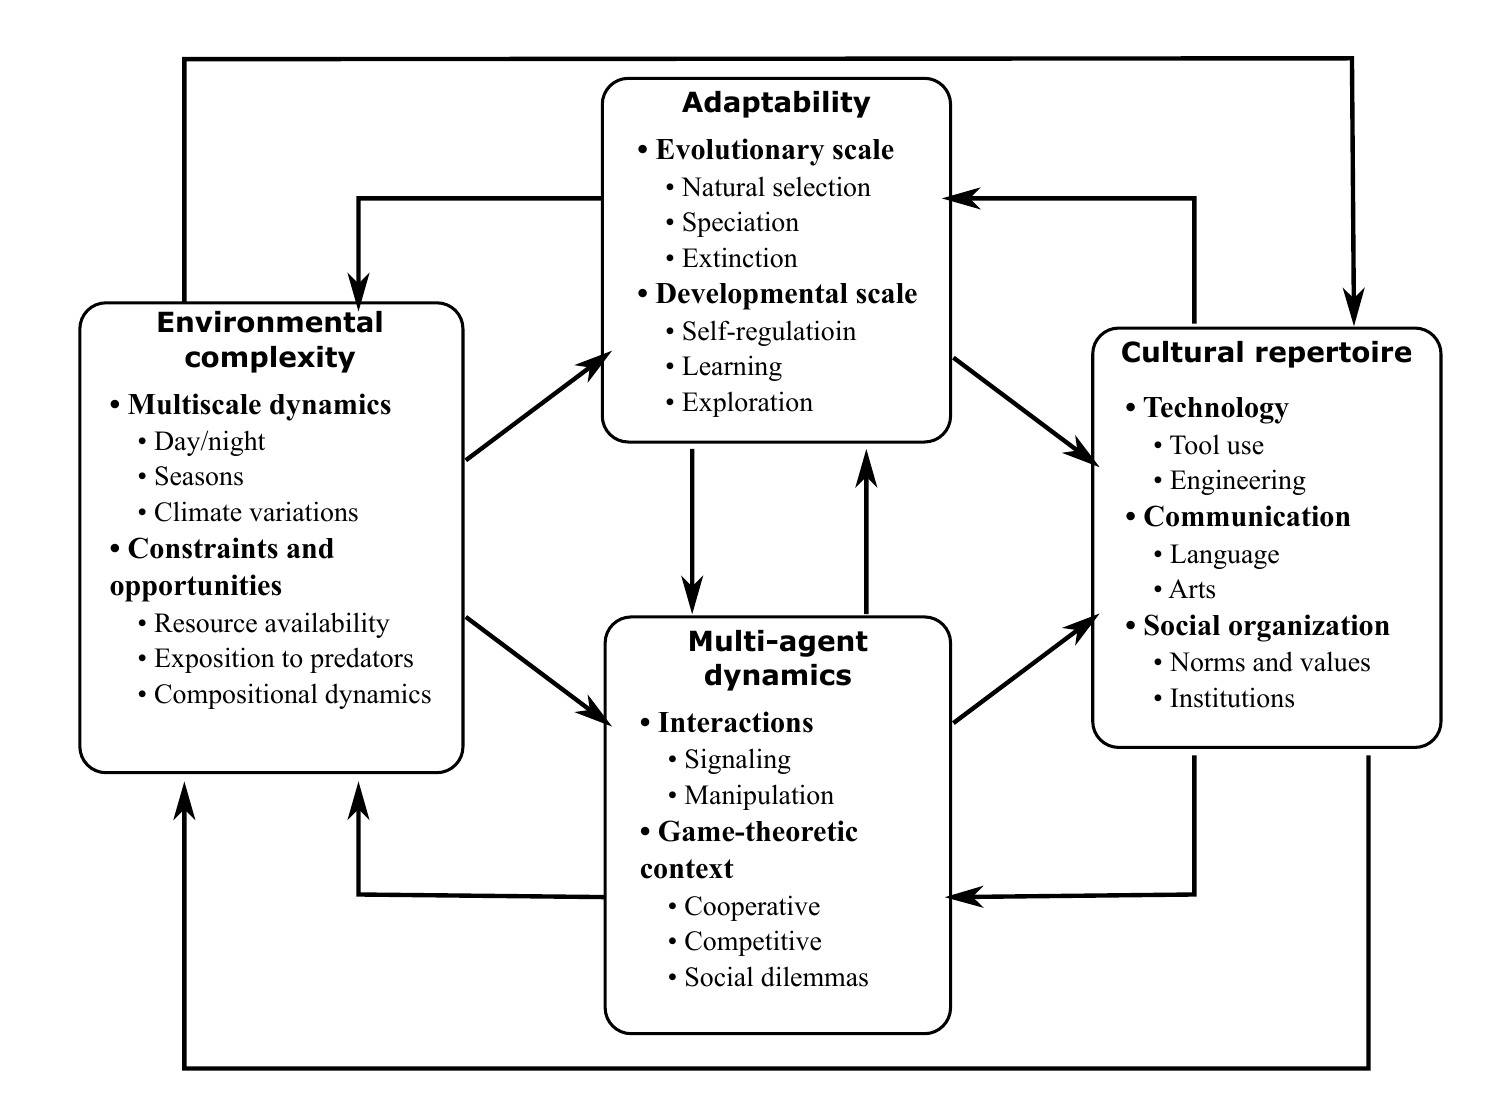 Adaptability
• Evolutionary scale
• Natural selection
• Speciation
• Extinction
• Developmental scale
• Self-regulatioin
• Learning
• Exploration
Environmental
complexity
• Multiscale dynamics
• Day/night
• Seasons
• Climate variations
• Constraints and
opportunities
• Resource availability
• Exposition to predators
• Compositional dynamics
Cultural repertoire
• Technology
• Tool use
• Engineering
• Communication
• Language
• Arts
• Social organization
• Norms and values
• Institutions
Multi-agent
dynamics
• Interactions
• Signaling
• Manipulation
• Game-theoretic
context
• Cooperative
• Competitive
• Social dilemmas